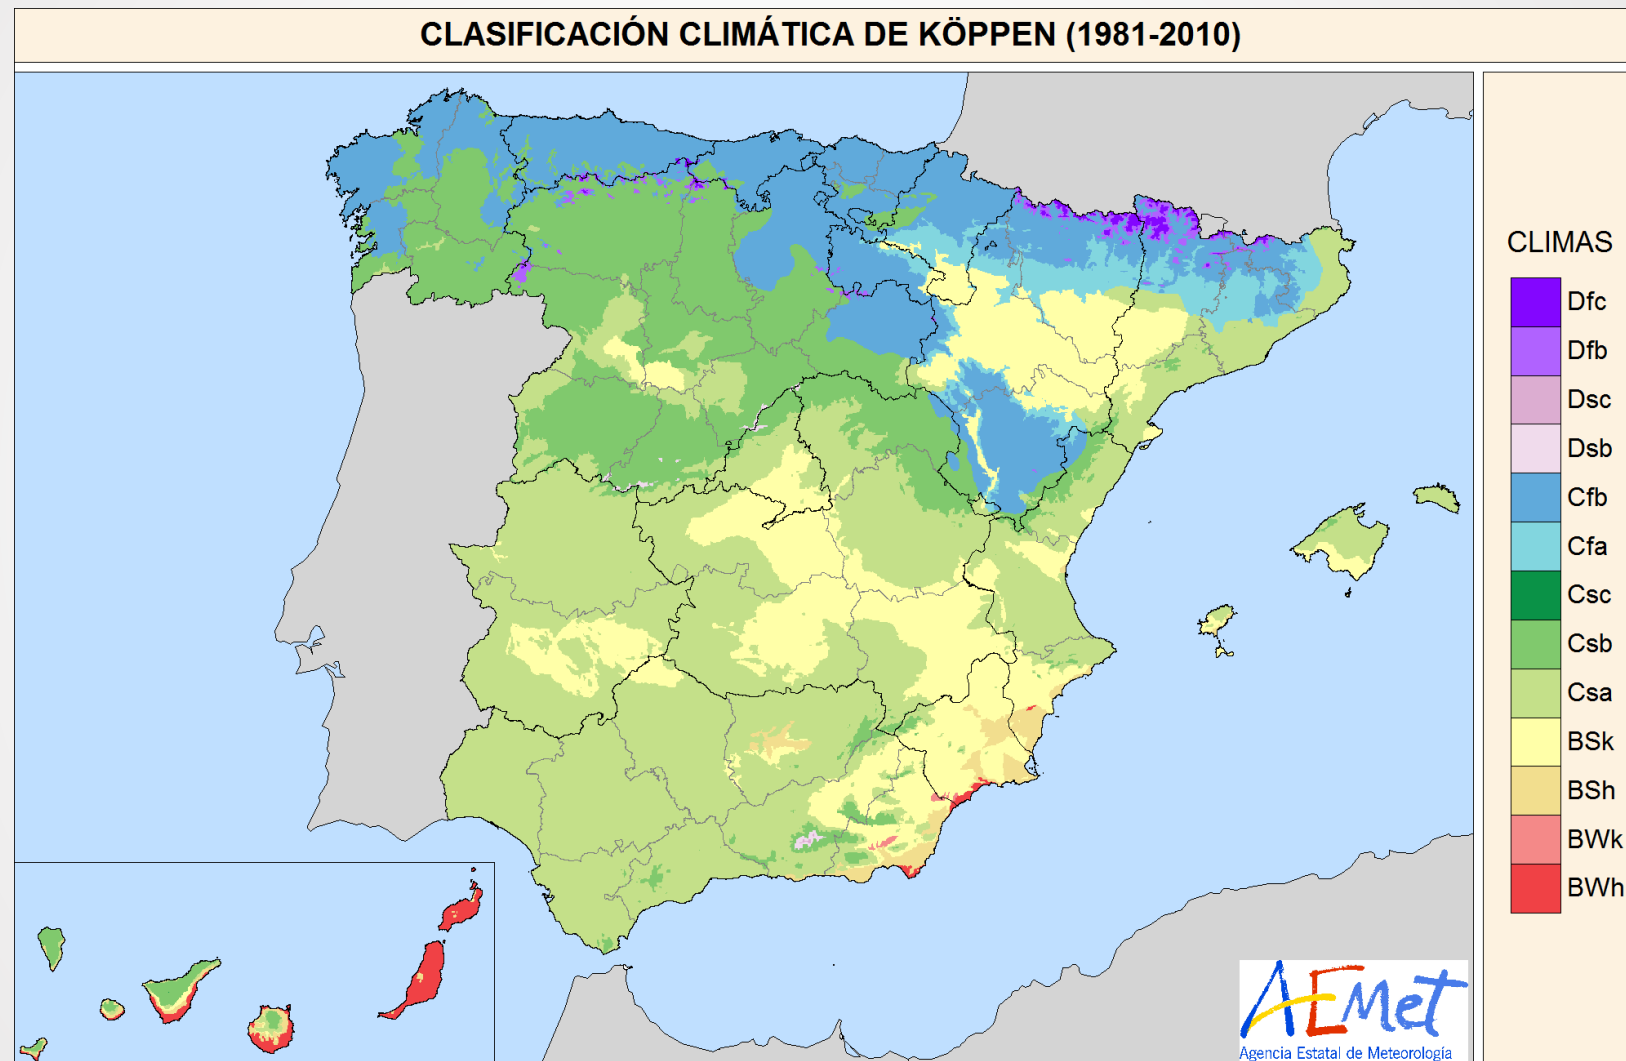 CLASIFICACIÓN CLIMÁTICA DE KÖPPEN (1981-2010)
CLIMAS
Dfc
Dfb
Dsc
Dsb
Cfb
Cfa
Csc
Csb
Csa
BSk
BSh
BWk
BWh
AEMet
Agencia Estatal de Meteorología